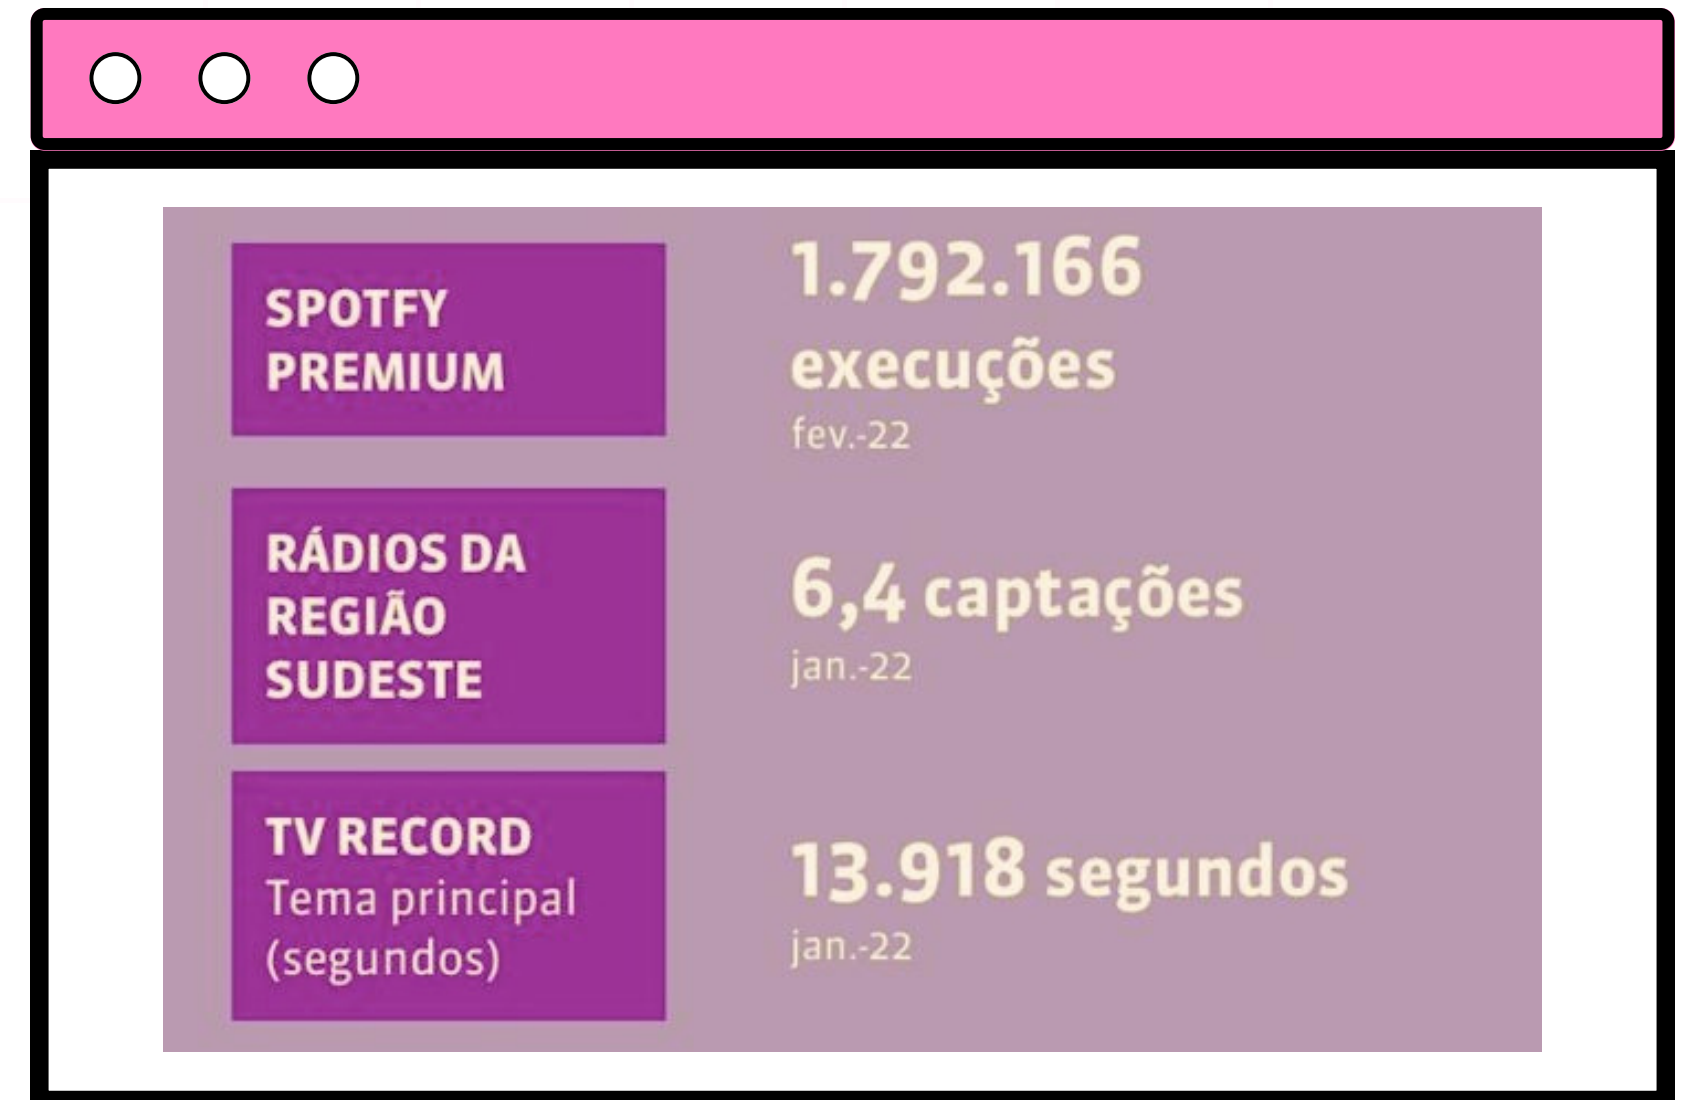 SPOTFY
PREMIUM
1.792.166
execuções
fev.-22
RÁDIOS DA
REGIÃO
SUDESTE
6,4 captações
jan.-22
TV RECORD
Tema principal
(segundos)
13.918 segundos
jan.-22